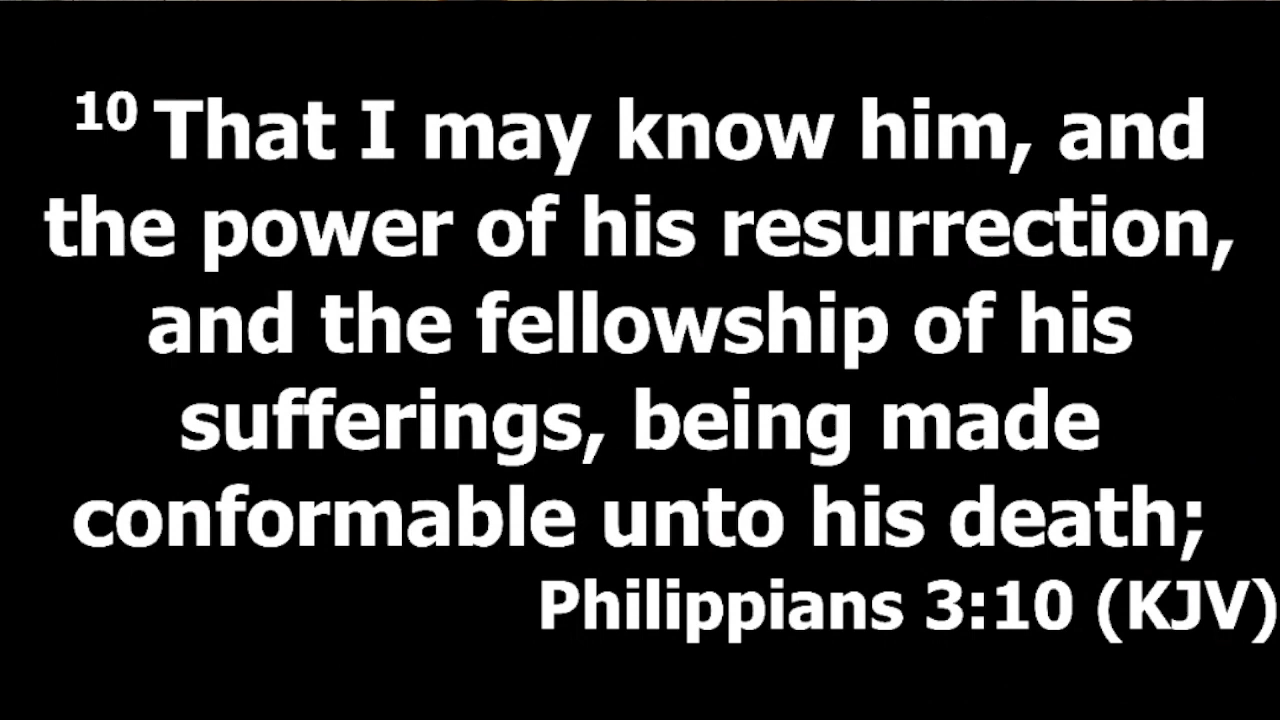 10 That I may know him, and
the power of his resurrection,
and the fellowship of his
sufferings, being made
conformable unto his death;
Philippians 3:10 (KJV)